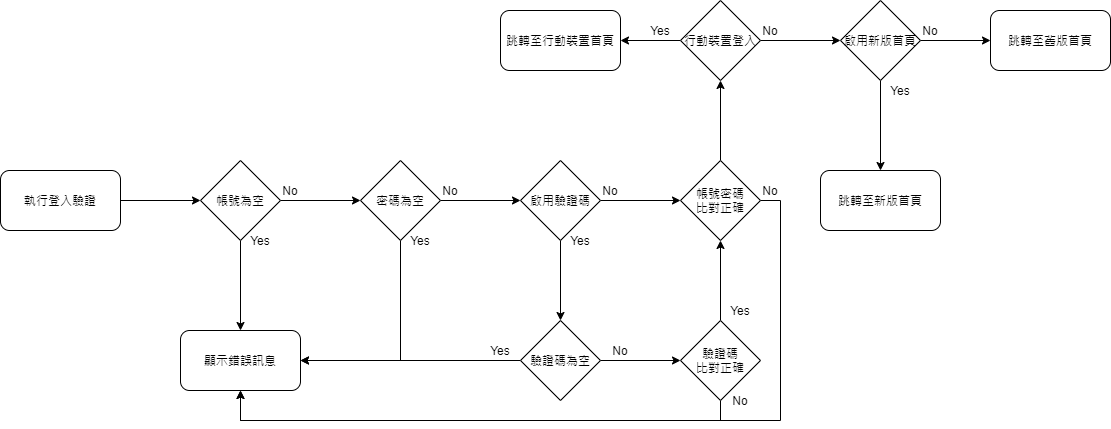 跳轉至行動裝置首頁
Yes
行動裝置登入
No
啟用新版首頁
No
跳轉至舊版首頁
Yes
執行登入驗證
帳號為空
No
密碼為空
No
啟用驗證碼
No
帳號密碼
比對正確
No
跳轉至新版首頁
Yes
Yes
Yes
Yes
顯示錯誤訊息
Yes
驗證碼為空
No
驗證碼
比對正確
No